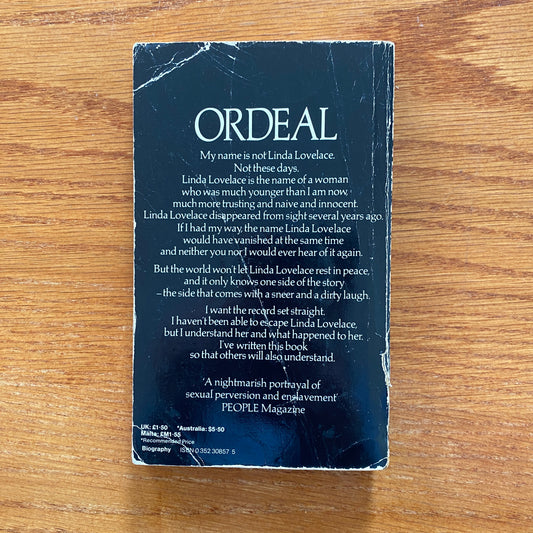 ORDEAL
My name is not Linda Lovelace.
Not these days.
Linda Lovelace is the name of a woman
who was much younger than I am now,
much more trusting and naive and innocent.
Linda Lovelace disappeared from sight several years ago.
If I had my way, the name Linda Lovelace
would have vanished at the same time
and neither you nor I would ever hear of it again.
But the world won't let Linda Lovelace rest in peace,
and it only knows one side of the story
– the side that comes with a sneer and a dirty laugh.
I want the record set straight.
I haven't been able to escape Linda Lovelace,
but I understand her and what happened to her.
I've written this book
so that others will also understand.
'A nightmarish portrayal of
sexual perversion and enslavement'
PEOPLE Magazine
UK: £1·50 *Australia: $5·50
Malta: £M1·55
*Recommended Price
Biography ISBN 0 352 30857 5